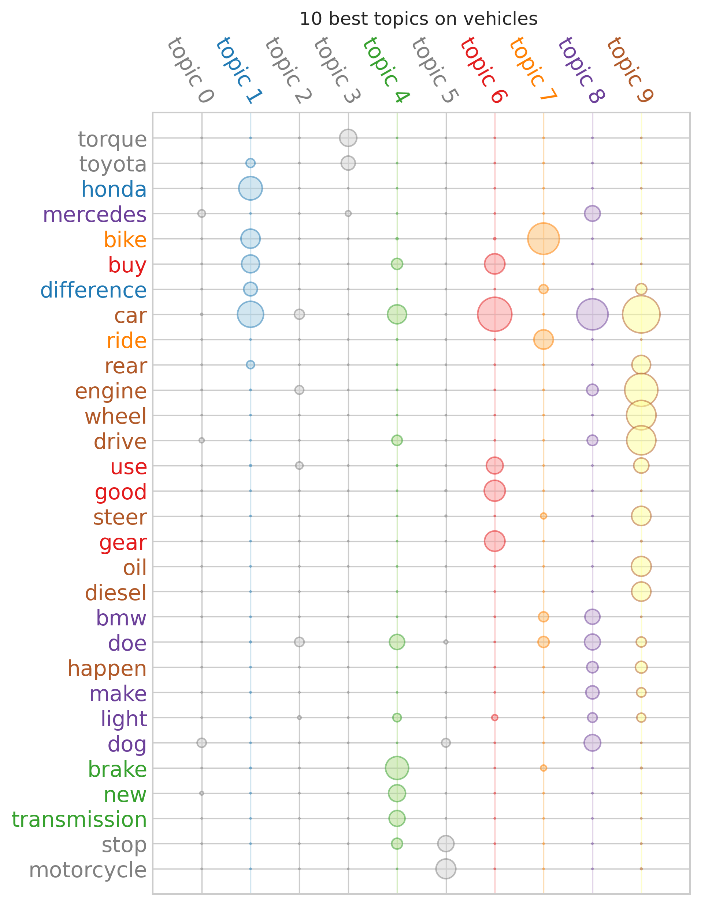 10 best topics on vehicles
topic 0
topic 1
topic 2
topic 3
topic 4
topic 5
topic 6
topic 7
topic 8
topic 9
torque
toyota
honda
mercedes
bike
buy
difference
car
ride
rear
engine
wheel
drive
use
good
steer
gear
oil
diesel
bmw
doe
happen
make
light
dog
brake
new
transmission
stop
motorcycle